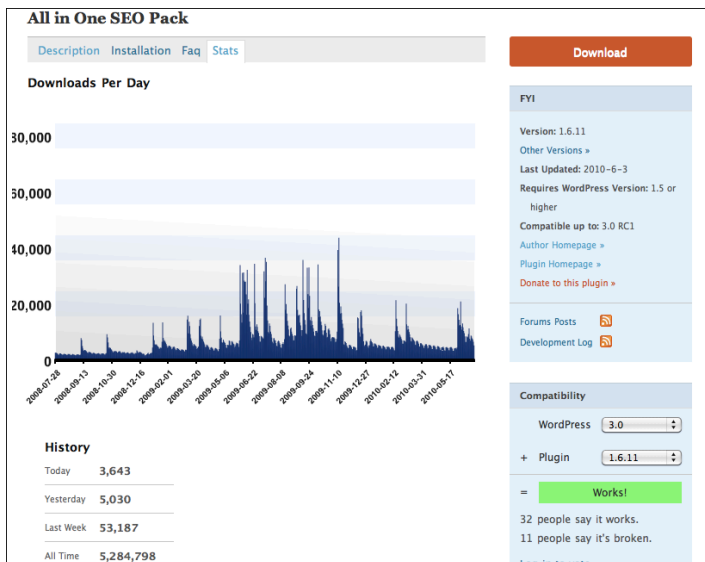 All in One SEO Pack
Description Installation Faq Stats
Downloads Per Day
80,000
60,000
40,000
20,000
0
2008-07-28 2008-09-13 2008-10-30 2008-12-16 2009-02-01 2009-03-20 2009-05-06 2009-06-22 2009-08-08 2009-09-24 2009-11-10 2009-12-27 2010-02-12 2010-03-31 2010-05-17
History
Today 3,643
Yesterday 5,030
Last Week 53,187
All Time 5,284,798
Download
FYI
Version: 1.6.11
Other Versions »
Last Updated: 2010-6-3
Requires WordPress Version: 1.5 or
higher
Compatible up to: 3.0 RC1
Author Homepage »
Plugin Homepage »
Donate to this plugin »
Forums Posts
Development Log
Compatibility
WordPress 3.0
+ Plugin 1.6.11
= Works!
32 people say it works.
11 people say it's broken.